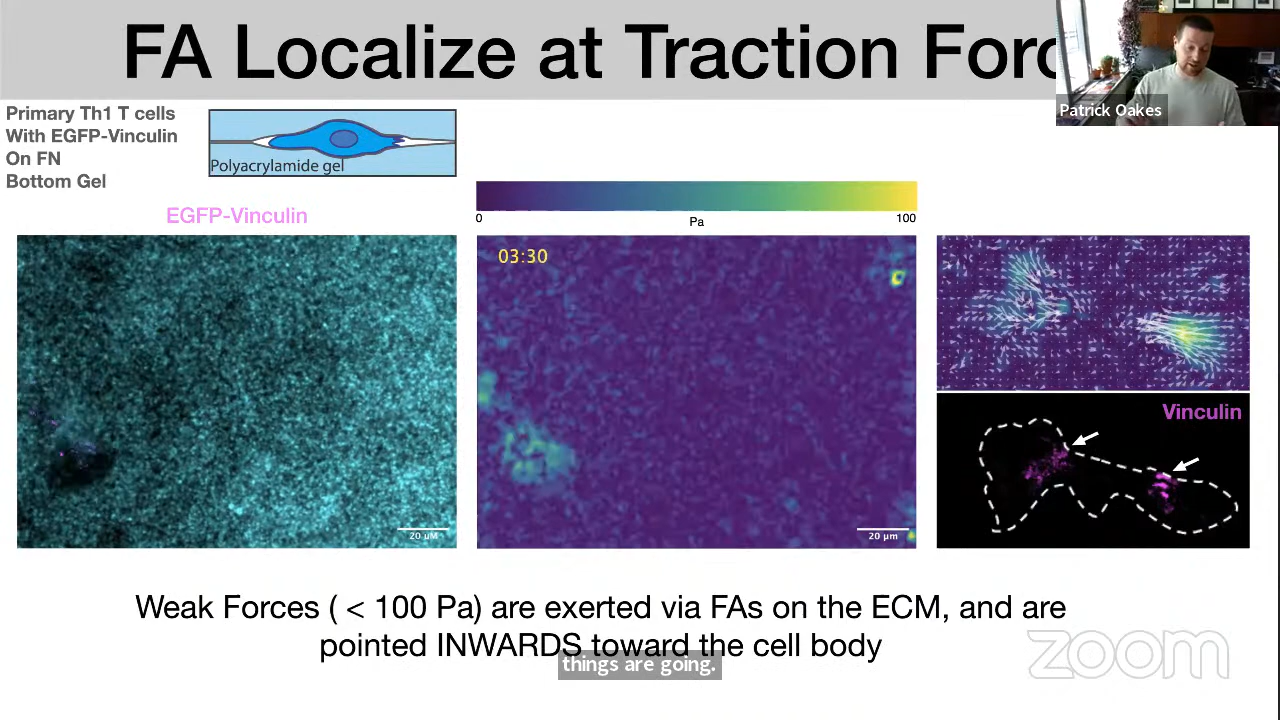 FA Localize at Traction Forc
Patrick Oakes
Primary Th1 T cells
With EGFP-Vinculin
On FN
Bottom Gel
Polyacrylamide gel
EGFP-Vinculin
0
Pa
100
03:30
20 µM
20 µm
Vinculin
Weak Forces ( < 100 Pa) are exerted via FAs on the ECM, and are
pointed INWARDS toward the cell body
things are going.
zoom